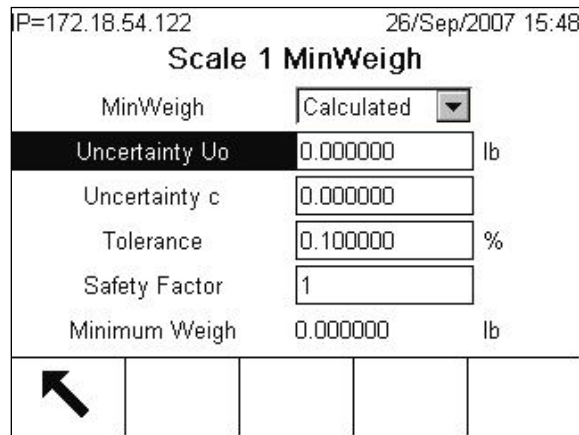 IP=172.18.54.122 26/Sep/2007 15:48
Scale 1 MinWeigh
MinWeigh Calculated
Uncertainty Uo 0.000000 lb
Uncertainty c 0.000000
Tolerance 0.100000 %
Safety Factor 1
Minimum Weigh 0.000000 lb